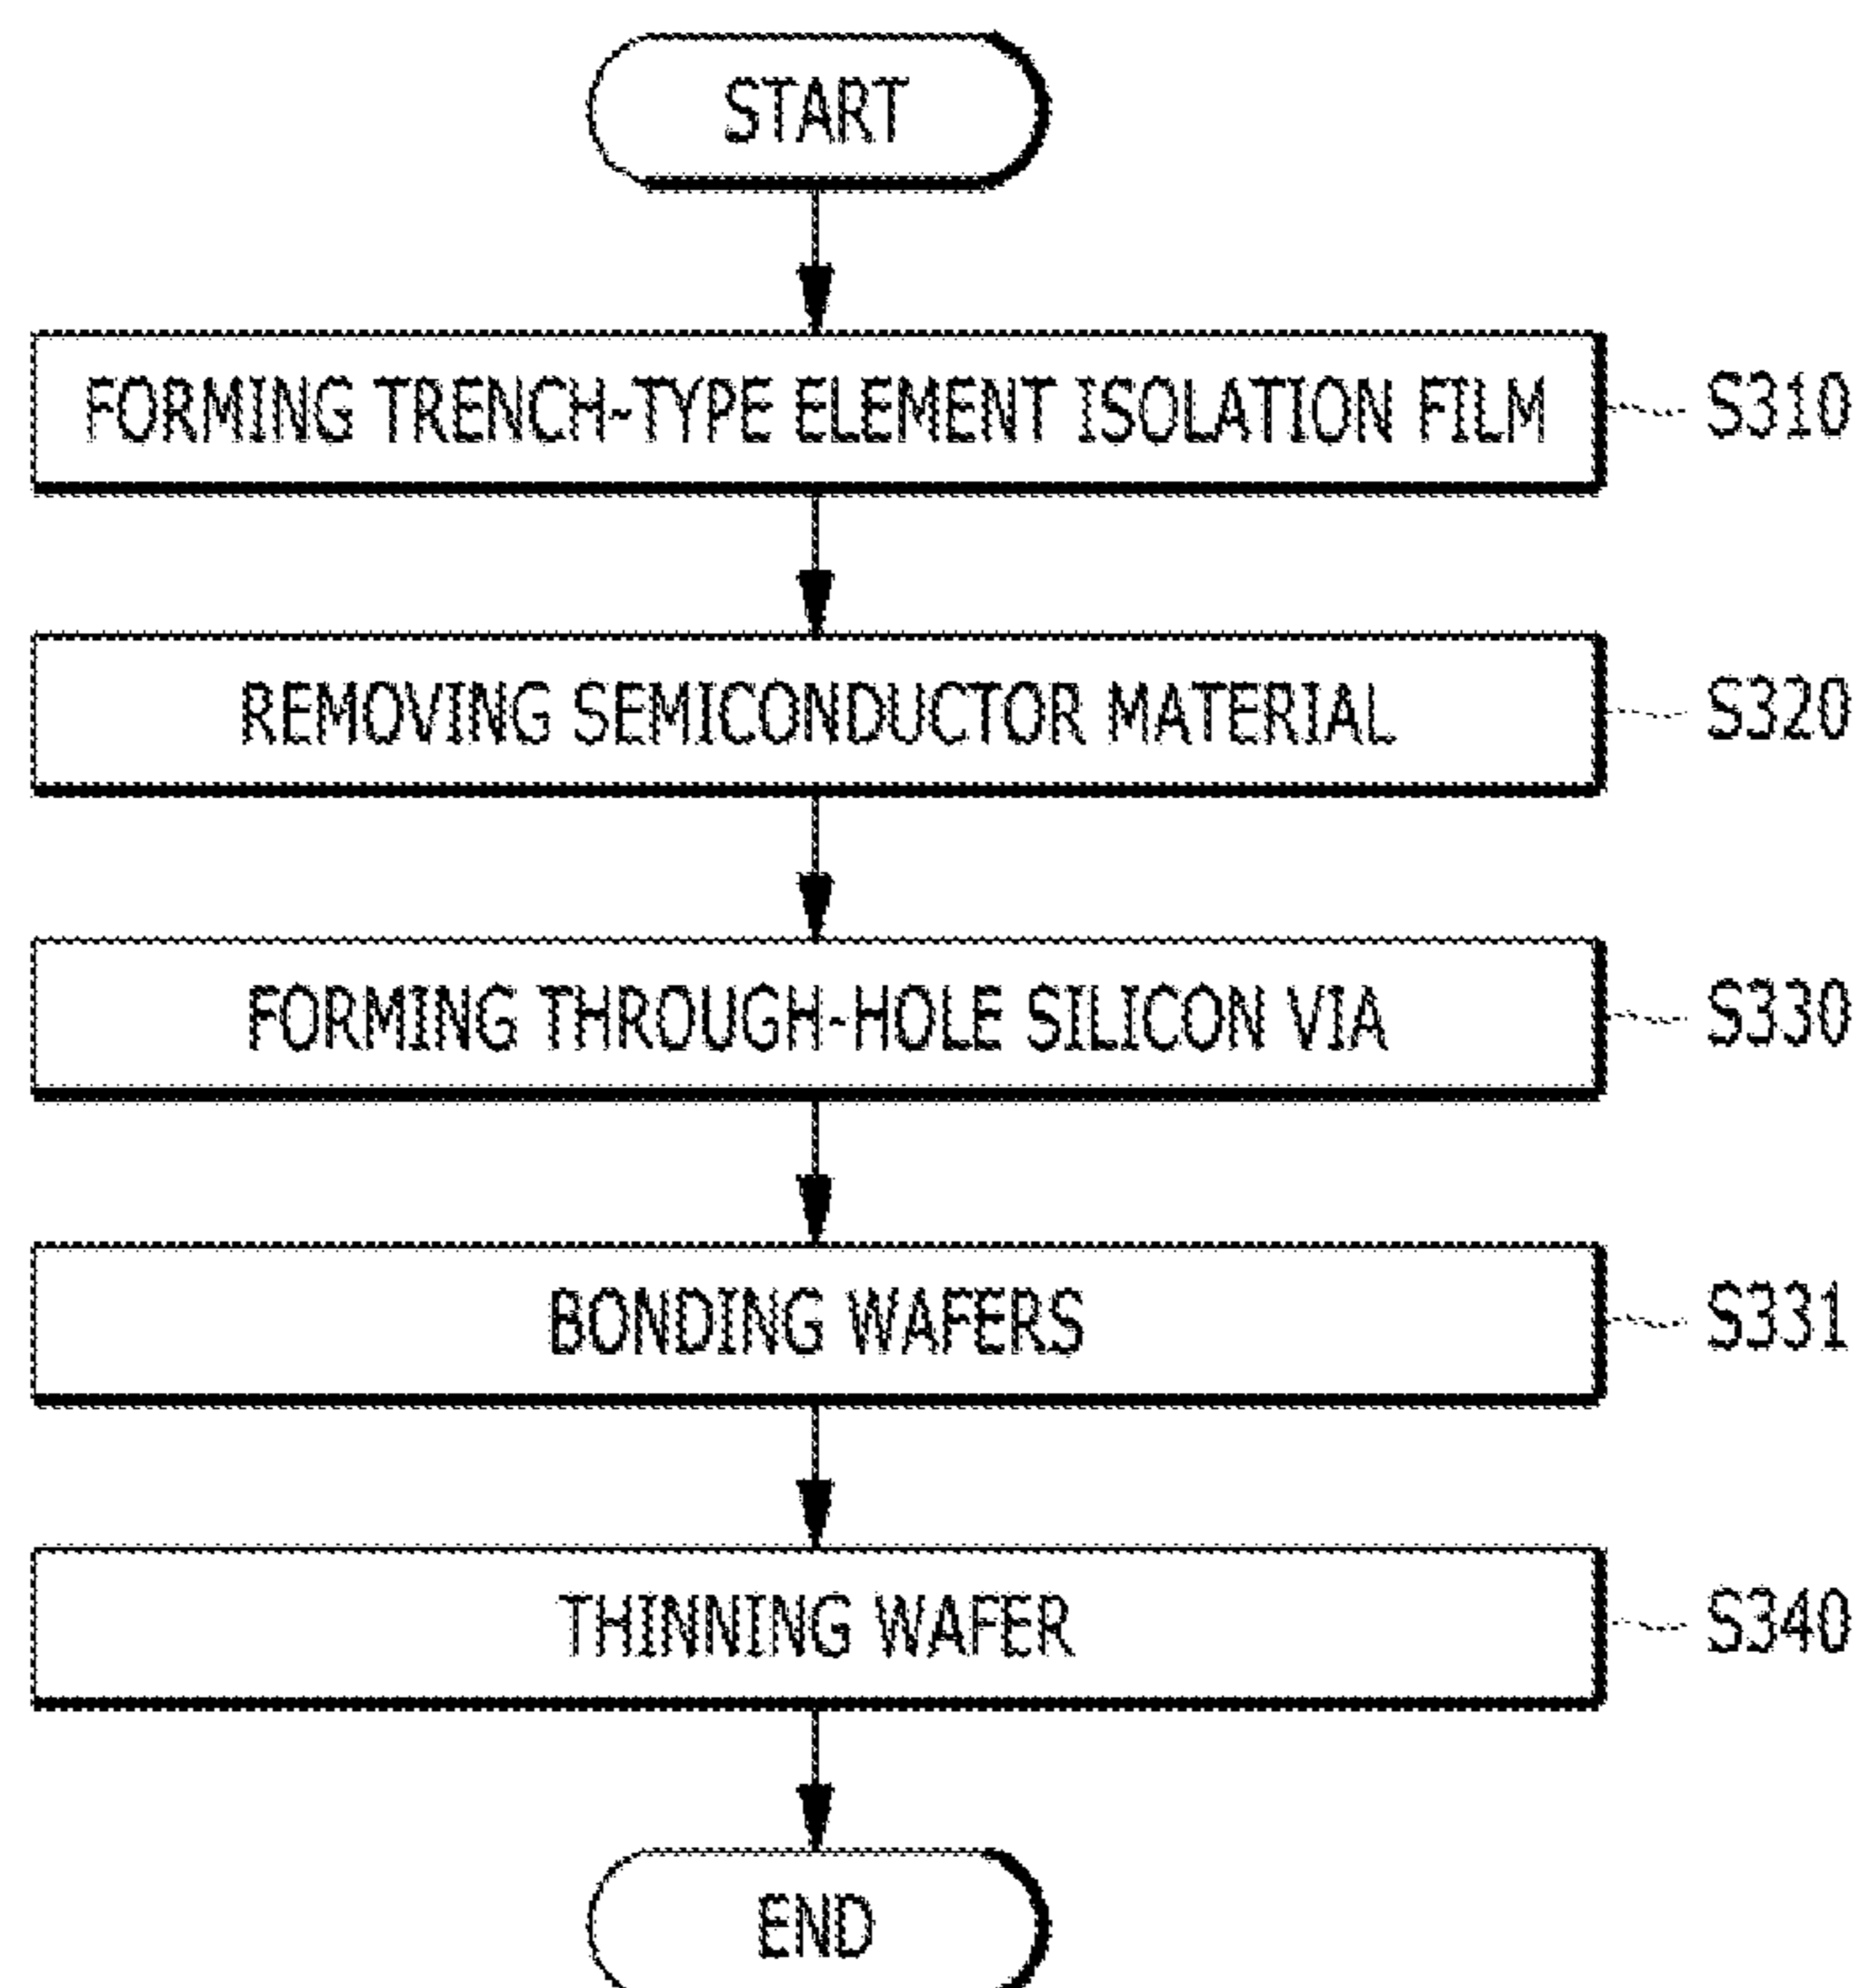 START
FORMING TRENCH-TYPE ELEMENT ISOLATION FILM
S310
REMOVING SEMICONDUCTOR MATERIAL
S320
FORMING THROUGH-HOLE SILICON VIA
S330
BONDING WAFERS
S331
THINNING WAFER
S340
END